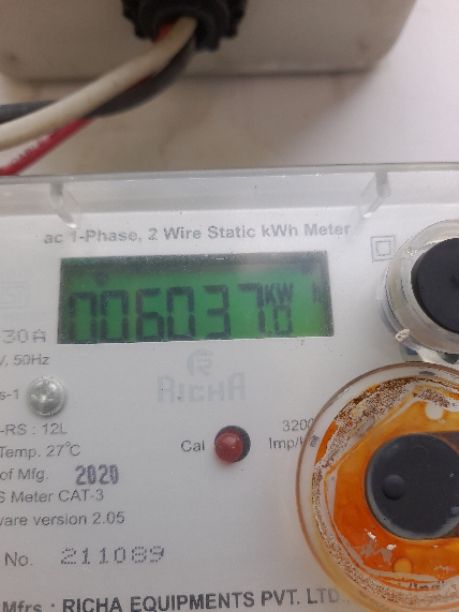 ac 1-Phase, 2 Wire Static kWh Meter
006037.0 KW h
30A
V, 50Hz
RICHA
s-1
-RS : 12L
3200
Cal
Imp/k
Temp. 27°C
of Mfg. 2020
S Meter CAT-3
ware version 2.05
No. 211089
Mfrs : RICHA EQUIPMENTS PVT. LTD.